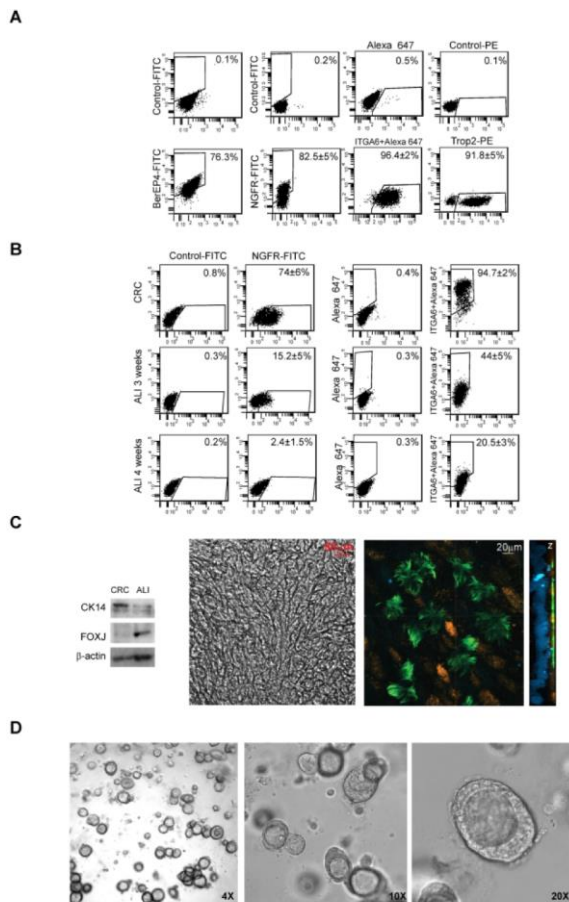 A
Alexa 647 Control-PE
Control-FITC 0.1% Control-FITC 0.2% 0.5% 0.1%
ITGA6+Alexa 647 Trop2-PE
BerEP4-FITC 76.3% NGFR-FITC 82.5±5% 96.4±2% 91.8±5%
B
Control-FITC NGFR-FITC
CRC 0.8% 74±6% Alexa 647 0.4% ITGA6+Alexa 647 94.7±2%
ALI 3 weeks 0.3% 15.2±5% Alexa 647 0.3% ITGA6+Alexa 647 44±5%
ALI 4 weeks 0.2% 2.4±1.5% Alexa 647 0.3% ITGA6+Alexa 647 20.5±3%
C
20μm z
CRC ALI
CK14
FOXJ
β-actin
D
4X 10X 20X